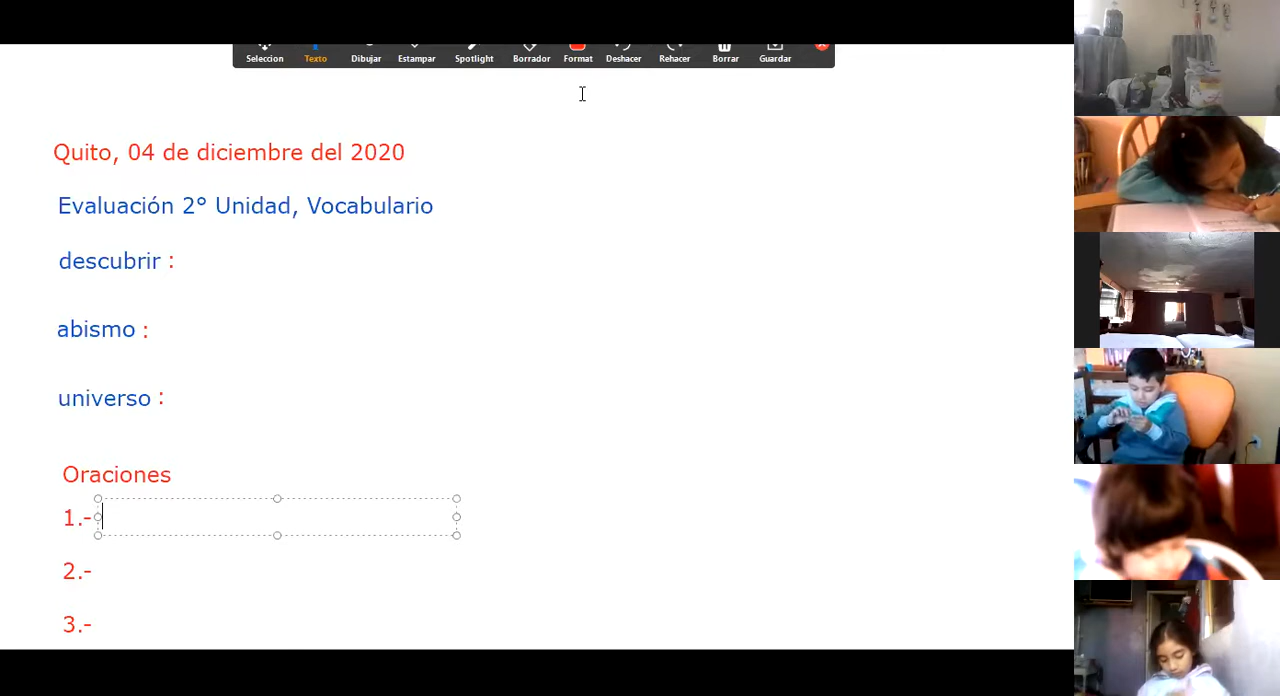 Seleccion Texto Dibujar Estampar Spotlight Borrador Format Deshacer Rehacer Borrar Guardar
Quito, 04 de diciembre del 2020
Evaluación 2° Unidad, Vocabulario
descubrir :
abismo :
universo :
Oraciones
1.-
2.-
3.-